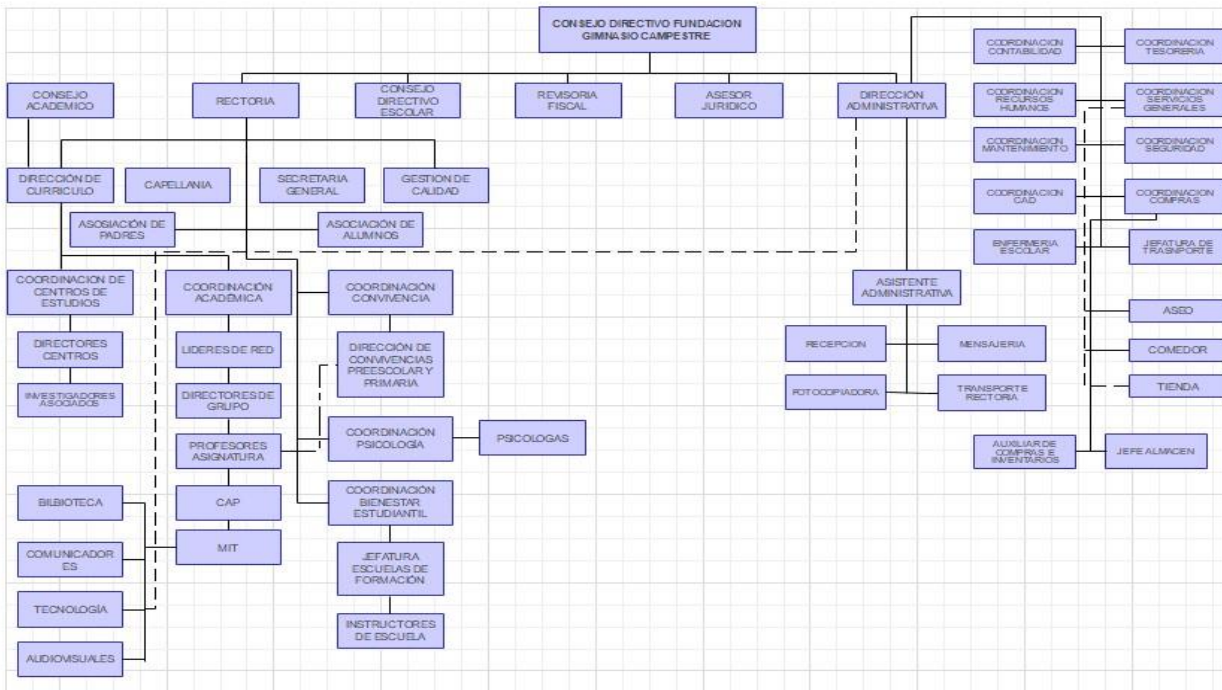 CONSEJO DIRECTIVO FUNDACION
GIMNASIO CAMPESTRE
CONSEJO
ACADÉMICO
RECTORIA
CONSEJO
DIRECTIVO
ESCOLAR
REVISORIA
FISCAL
ASESOR
JURIDICO
DIRECCIÓN
ADMINISTRATIVA
COORDINACION
CONTABILIDAD
COORDINACION
TESORERIA
COORDINACION
RECURSOS
HUMANOS
COORDINACION
SERVICIOS
GENERALES
COORDINACION
MANTENIMIENTO
COORDINACION
SEGURIDAD
COORDINACION
CAD
COORDINACION
COMPRAS
ENFERMERIA
ESCOLAR
JEFATURA DE
TRASNPORTE
DIRECCIÓN DE
CURRICULO
CAPELLANIA
SECRETARIA
GENERAL
GESTION DE
CALIDAD
ASOSIACIÓN DE
PADRES
ASOCIACIÓN DE
ALUMNOS
COORDINACION DE
CENTROS DE
ESTUDIOS
COORDINACIÓN
ACADÉMICA
COORDINACIÓN
CONVIVENCIA
ASISTENTE
ADMINISTRATIVA
ASEO
DIRECTORES
CENTROS
LIDERES DE RED
DIRECCIÓN DE
CONVIVENCIAS
PREESCOLAR Y
PRIMARIA
RECEPCION
MENSAJERIA
COMEDOR
INVESTIGADORES
ASOCIADOS
DIRECTORES DE
GRUPO
FOTOCOPIADORA
TRANSPORTE
RECTORIA
TIENDA
PROFESORES
ASIGNATURA
COORDINACIÓN
PSICOLOGÍA
PSICOLOGAS
AUXILIAR DE
COMPRAS E
INVENTARIOS
JEFE ALMACEN
BILBIOTECA
CAP
COORDINACIÓN
BIENESTAR
ESTUDIANTIL
COMUNICADOR
ES
MIT
JEFATURA
ESCUELAS DE
FORMACIÓN
TECNOLOGÍA
INSTRUCTORES
DE ESCUELA
AUDIOVISUALES